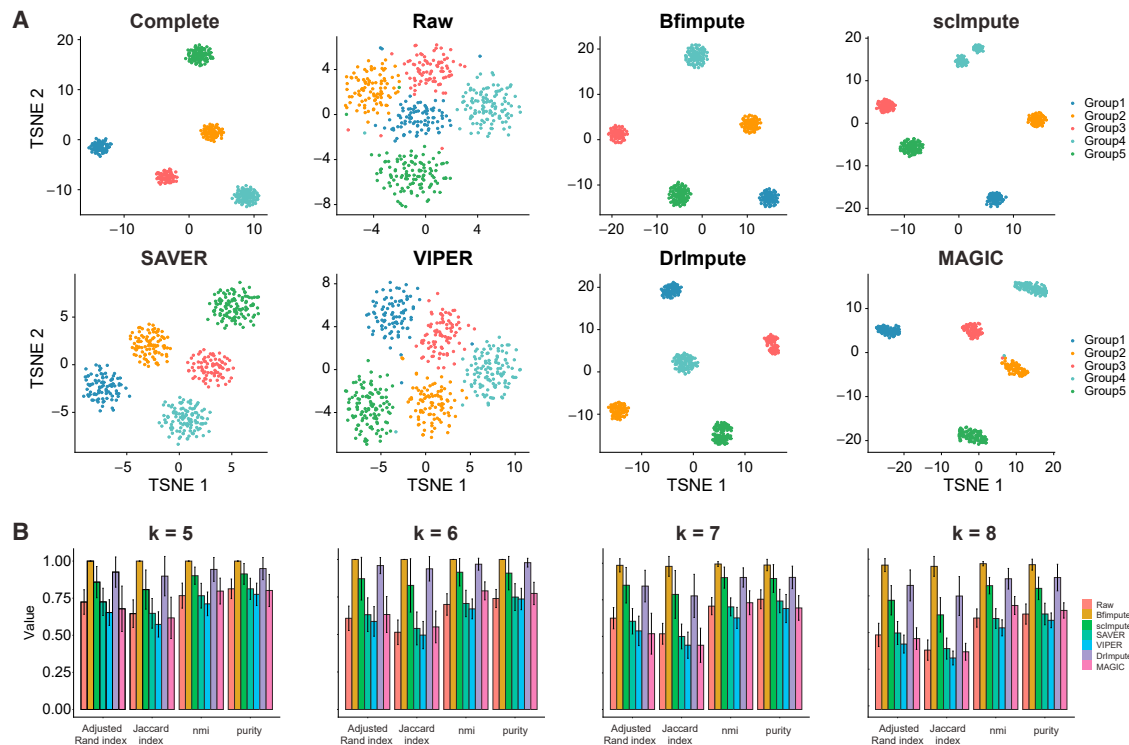 A
Complete
Raw
Bfimpute
scImpute
TSNE 2
20
10
0
−10
−10
0
10
4
0
−4
−8
−4
0
4
20
10
0
−10
−20
−10
0
10
20
10
0
−10
−20
−10
0
10
Group1
Group2
Group3
Group4
Group5
SAVER
VIPER
DrImpute
MAGIC
TSNE 2
5
0
−5
−5
0
5
TSNE 1
8
4
0
−4
−5
0
5
10
TSNE 1
20
10
0
−10
−10
0
10
TSNE 1
10
0
−10
−20
−20
−10
0
10
20
TSNE 1
Group1
Group2
Group3
Group4
Group5
B
k = 5
k = 6
k = 7
k = 8
Value
1.00
0.75
0.50
0.25
0.00
Adjusted
Rand index
Jaccard
index
nmi
purity
Adjusted
Rand index
Jaccard
index
nmi
purity
Adjusted
Rand index
Jaccard
index
nmi
purity
Adjusted
Rand index
Jaccard
index
nmi
purity
Raw
Bfimpute
scImpute
SAVER
VIPER
DrImpute
MAGIC